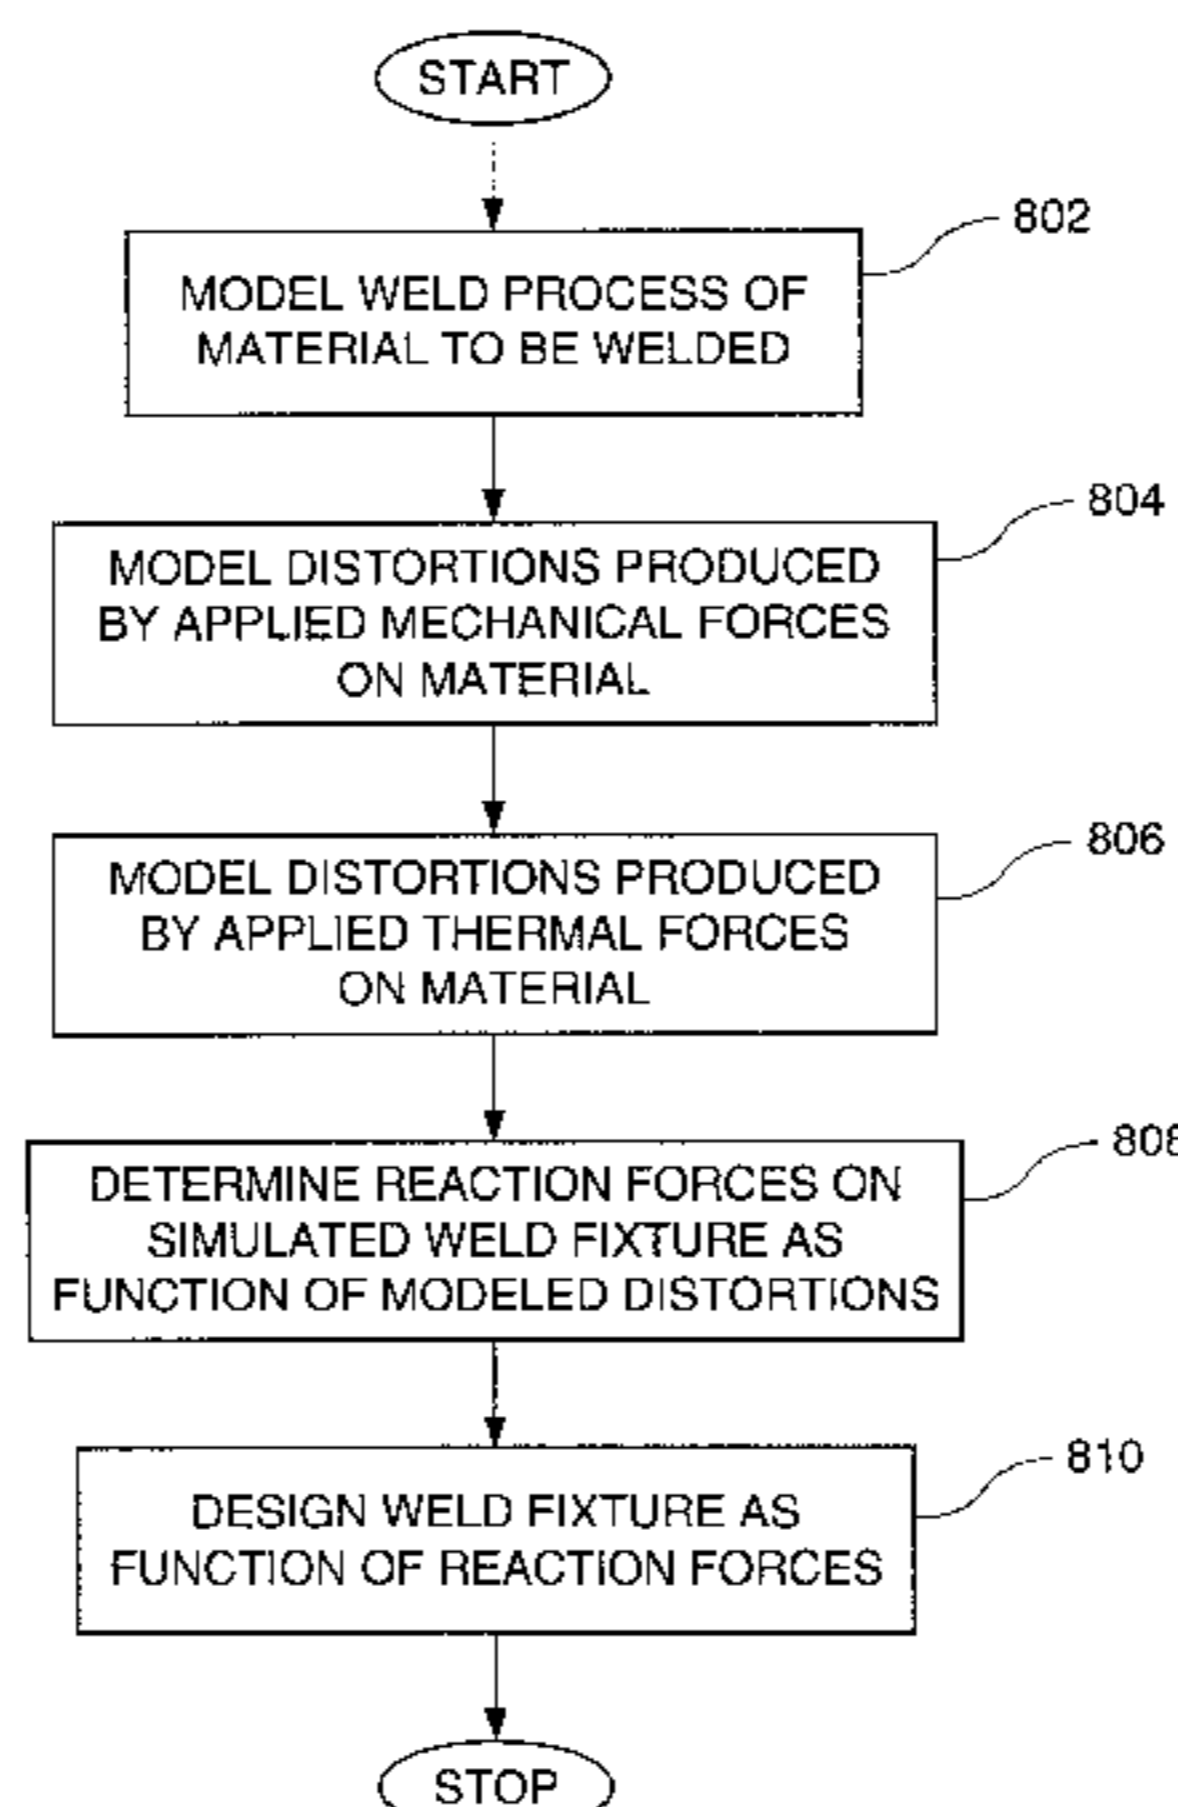 START
802
MODEL WELD PROCESS OF
MATERIAL TO BE WELDED
804
MODEL DISTORTIONS PRODUCED
BY APPLIED MECHANICAL FORCES
ON MATERIAL
806
MODEL DISTORTIONS PRODUCED
BY APPLIED THERMAL FORCES
ON MATERIAL
808
DETERMINE REACTION FORCES ON
SIMULATED WELD FIXTURE AS
FUNCTION OF MODELED DISTORTIONS
810
DESIGN WELD FIXTURE AS
FUNCTION OF REACTION FORCES
STOP